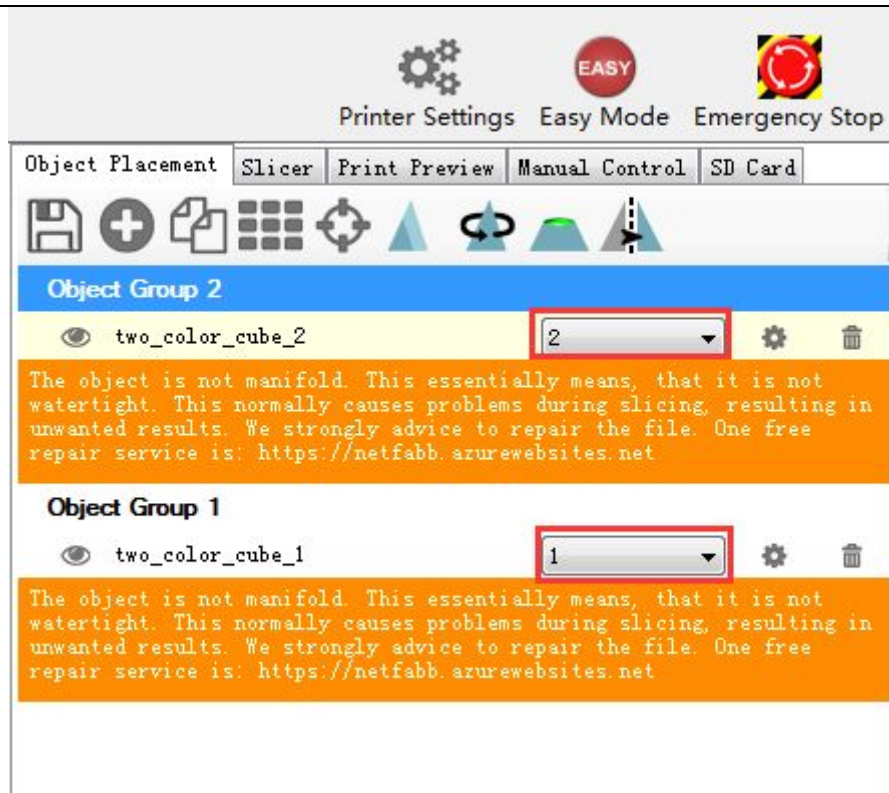 EASY
Printer Settings Easy Mode Emergency Stop
Object Placement Slicer Print Preview Manual Control SD Card
Object Group 2
two_color_cube_2 2
The object is not manifold. This essentially means, that it is not
watertight. This normally causes problems during slicing, resulting in
unwanted results. We strongly advice to repair the file. One free
repair service is: https://netfabb.azurewebsites.net
Object Group 1
two_color_cube_1 1
The object is not manifold. This essentially means, that it is not
watertight. This normally causes problems during slicing, resulting in
unwanted results. We strongly advice to repair the file. One free
repair service is: https://netfabb.azurewebsites.net